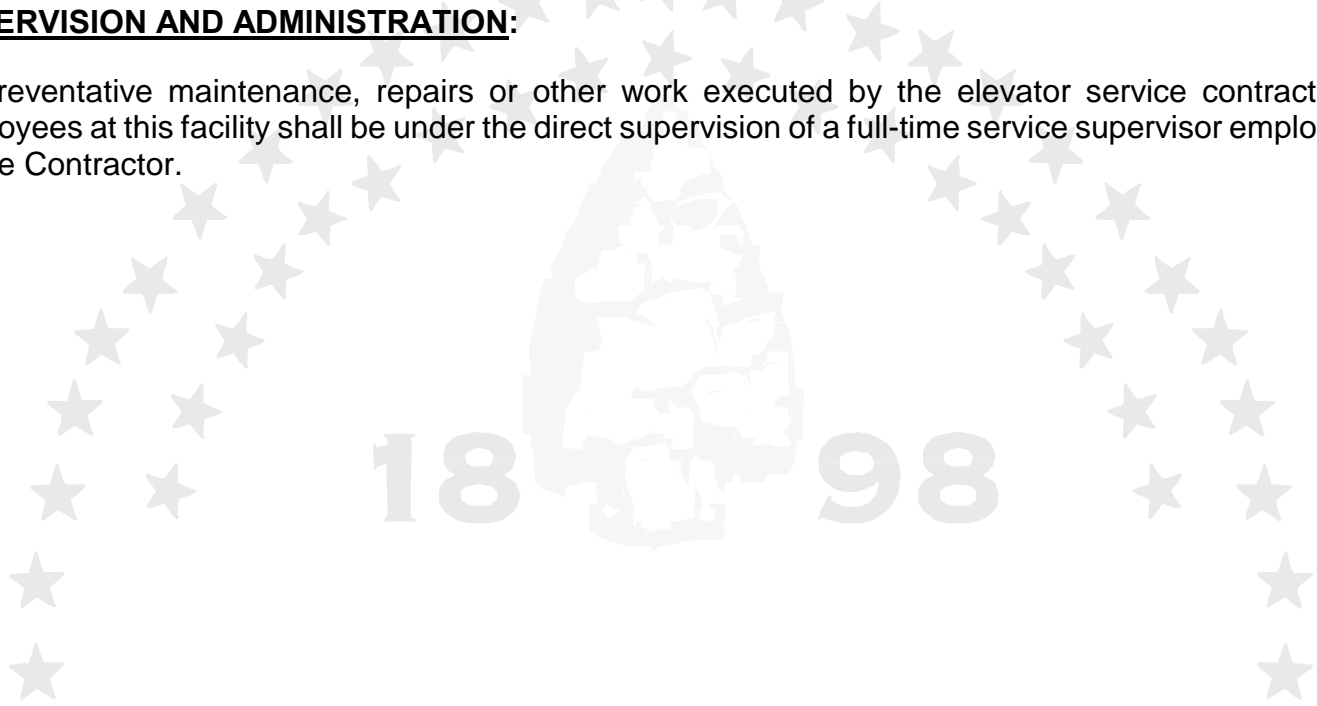 ERVISION AND ADMINISTRATION:
reventative maintenance, repairs or other work executed by the elevator service contract
oyees at this facility shall be under the direct supervision of a full-time service supervisor emplo
e Contractor.
18 98